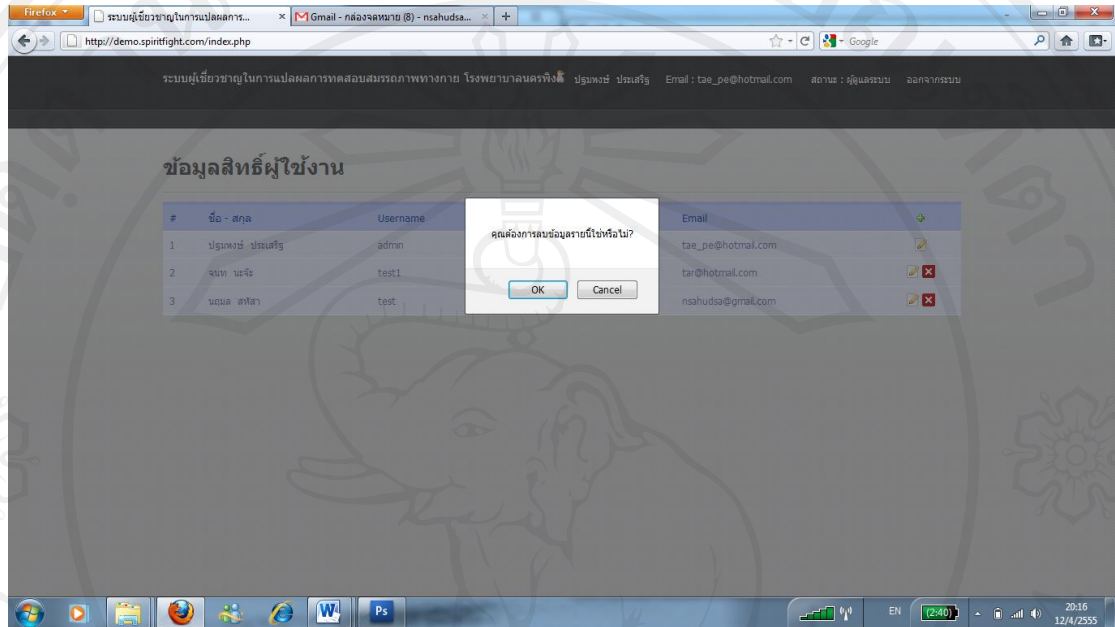 Firefox
ระบบผู้เชี่ยวชาญในการแปลผลการ...
Gmail - กล่องจดหมาย (8) - nsahudsa...
http://demo.spiritfight.com/index.php
Google
ระบบผู้เชี่ยวชาญในการแปลผลการทดสอบสมรรถภาพทางกาย โรงพยาบาลนครพิงค์ ปฐมพงษ์ ประเสริฐ Email : tae_pe@hotmail.com สถานะ : ผู้ดูแลระบบ ออกจากระบบ
ข้อมูลสิทธิ์ผู้ใช้งาน
# ชื่อ - สกุล Username Email
คุณต้องการลบข้อมูลรายนี้ใช่หรือไม่?
1 ปฐมพงษ์ ประเสริฐ admin tae_pe@hotmail.com
2 test1 tar@hotmail.com
OK Cancel
3 test nsahudsa@gmail.com
W
Ps
EN
(2:40)
20:16
12/4/2555